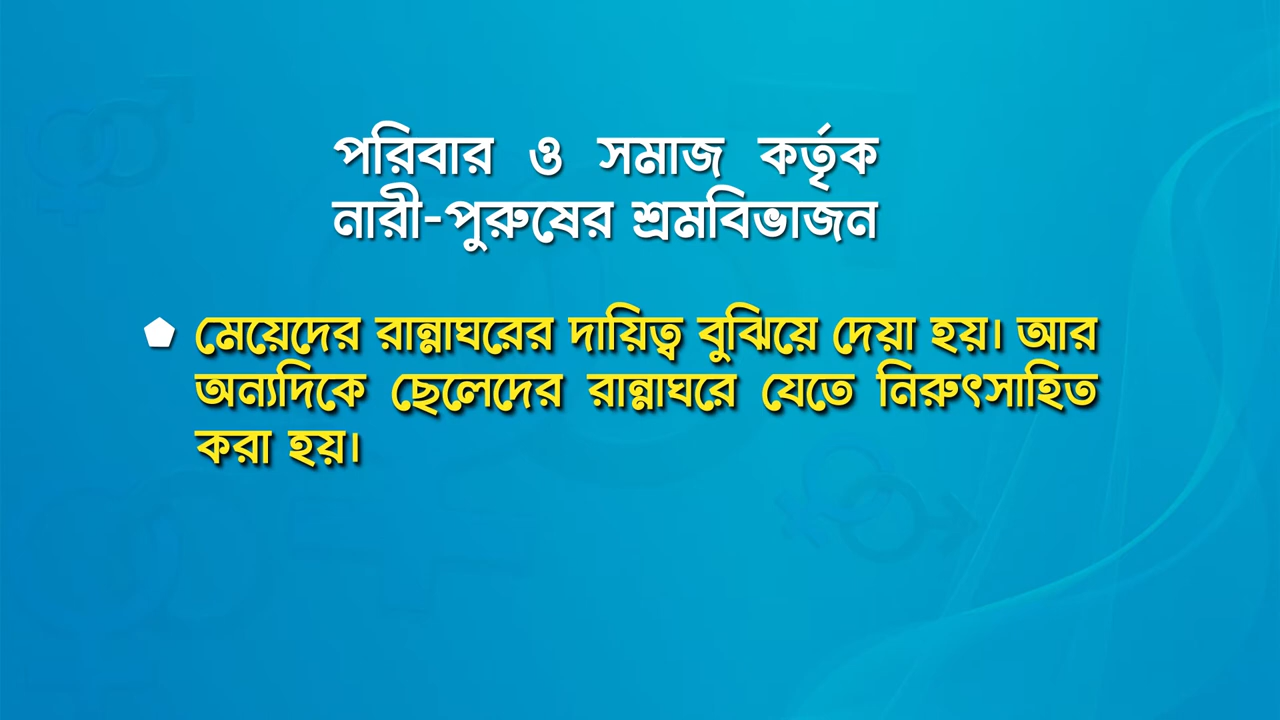 পরিবার ও সমাজ কর্তৃক
নারী-পুরুষের শ্রমবিভাজন
মেয়েদের রান্নাঘরের দায়িত্ব বুঝিয়ে দেয়া হয়। আর
অন্যদিকে ছেলেদের রান্নাঘরে যেতে নিরুৎসাহিত
করা হয়।